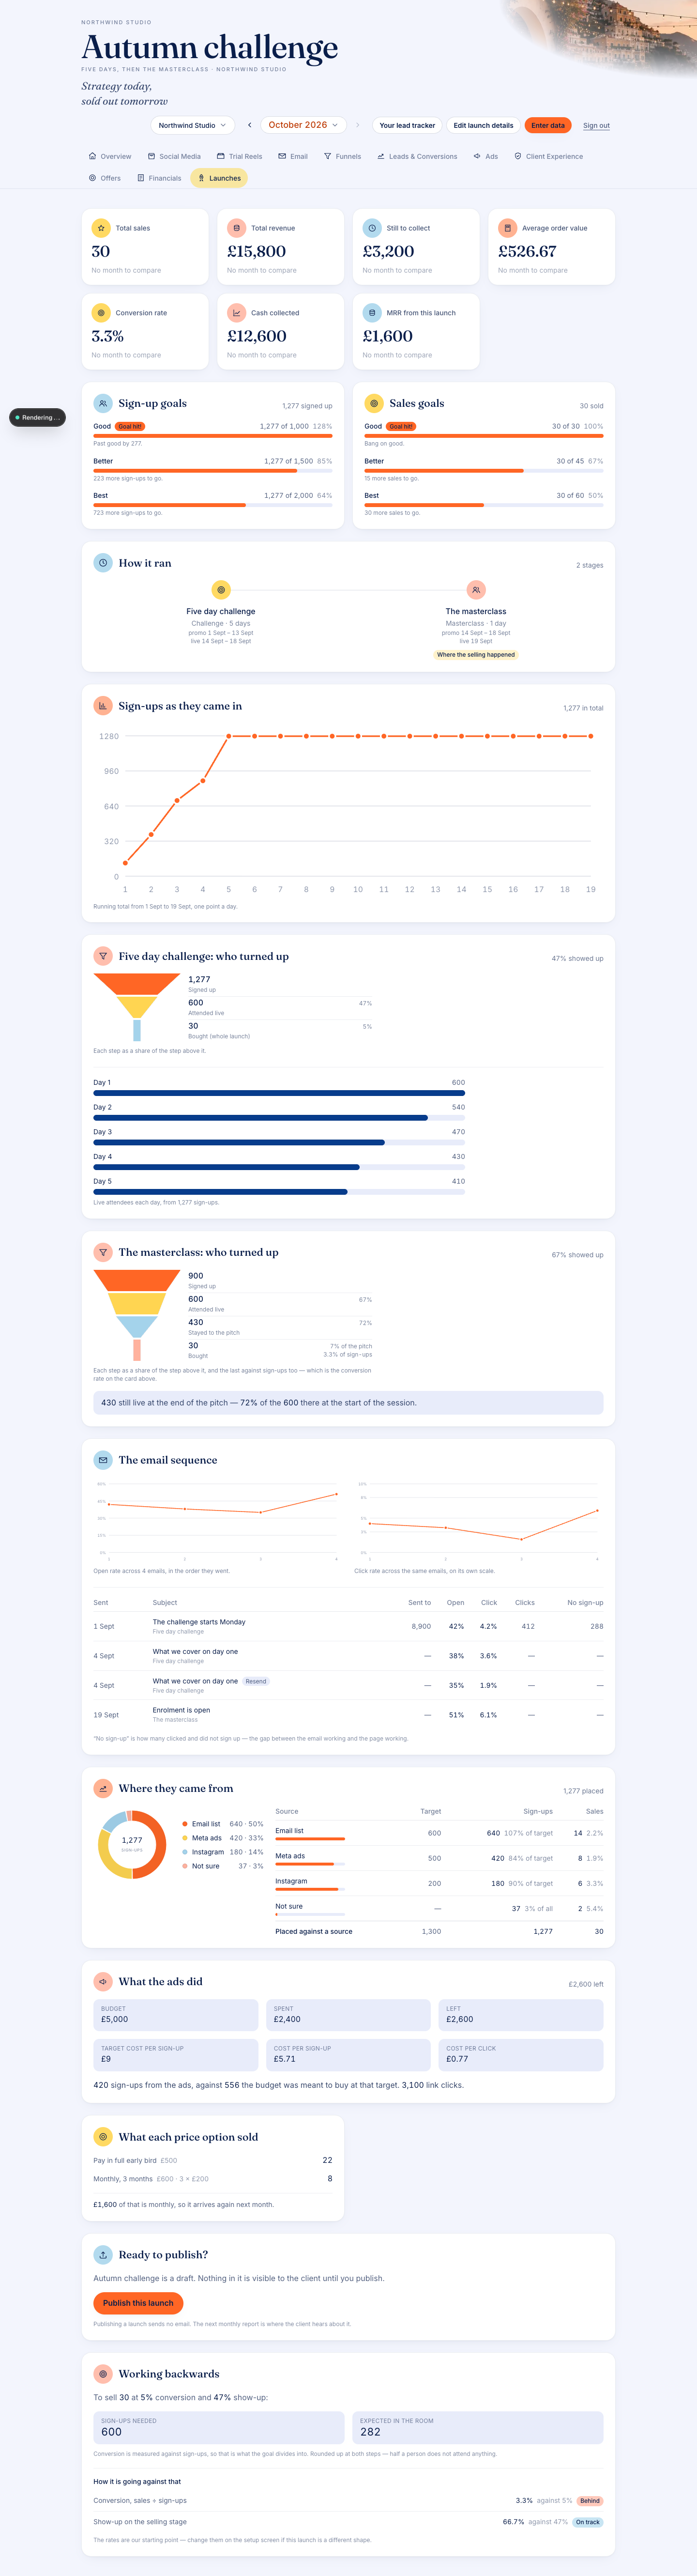 NORTHWIND STUDIO
Autumn challenge
FIVE DAYS, THEN THE MASTERCLASS · NORTHWIND STUDIO
Strategy today,
sold out tomorrow
Northwind Studio
October 2026
Your lead tracker
Edit launch details
Enter data
Sign out
Overview
Social Media
Trial Reels
Email
Funnels
Leads & Conversions
Ads
Client Experience
Offers
Financials
Launches
Total sales
30
No month to compare
Total revenue
£15,800
No month to compare
Still to collect
£3,200
No month to compare
Average order value
£526.67
No month to compare
Conversion rate
3.3%
No month to compare
Cash collected
£12,600
No month to compare
MRR from this launch
£1,600
No month to compare
Rendering...
Sign-up goals
1,277 signed up
Good Goal hit! 1,277 of 1,000 128%
Past good by 277.
Better 1,277 of 1,500 85%
223 more sign-ups to go.
Best 1,277 of 2,000 64%
723 more sign-ups to go.
Sales goals
30 sold
Good Goal hit! 30 of 30 100%
Bang on good.
Better 30 of 45 67%
15 more sales to go.
Best 30 of 60 50%
30 more sales to go.
How it ran
2 stages
Five day challenge
Challenge · 5 days
promo 1 Sept – 13 Sept
live 14 Sept – 18 Sept
The masterclass
Masterclass · 1 day
promo 14 Sept – 18 Sept
live 19 Sept
Where the selling happened
Sign-ups as they came in
1,277 in total
1280
960
640
320
0
1 2 3 4 5 6 7 8 9 10 11 12 13 14 15 16 17 18 19
Running total from 1 Sept to 19 Sept, one point a day.
Five day challenge: who turned up
47% showed up
1,277
Signed up
600 47%
Attended live
30 5%
Bought (whole launch)
Each step as a share of the step above it.
Day 1 600
Day 2 540
Day 3 470
Day 4 430
Day 5 410
Live attendees each day, from 1,277 sign-ups.
The masterclass: who turned up
67% showed up
900
Signed up
600 67%
Attended live
430 72%
Stayed to the pitch
30 7% of the pitch
Bought 3.3% of sign-ups
Each step as a share of the step above it, and the last against sign-ups too — which is the conversion
rate on the card above.
430 still live at the end of the pitch — 72% of the 600 there at the start of the session.
The email sequence
Open rate across 4 emails, in the order they went.
Click rate across the same emails, on its own scale.
Sent Subject Sent to Open Click Clicks No sign-up
1 Sept The challenge starts Monday 8,900 42% 4.2% 412 288
Five day challenge
4 Sept What we cover on day one — 38% 3.6% — —
Five day challenge
4 Sept What we cover on day one Resend — 35% 1.9% — —
Five day challenge
19 Sept Enrolment is open — 51% 6.1% — —
The masterclass
"No sign-up" is how many clicked and did not sign up — the gap between the email working and the page working.
Where they came from
1,277 placed
1,277
SIGN-UPS
Email list 640 · 50%
Meta ads 420 · 33%
Instagram 180 · 14%
Not sure 37 · 3%
Source Target Sign-ups Sales
Email list 600 640 107% of target 14 2.2%
Meta ads 500 420 84% of target 8 1.9%
Instagram 200 180 90% of target 6 3.3%
Not sure — 37 3% of all 2 5.4%
Placed against a source 1,300 1,277 30
What the ads did
£2,600 left
BUDGET
£5,000
SPENT
£2,400
LEFT
£2,600
TARGET COST PER SIGN-UP
£9
COST PER SIGN-UP
£5.71
COST PER CLICK
£0.77
420 sign-ups from the ads, against 556 the budget was meant to buy at that target. 3,100 link clicks.
What each price option sold
Pay in full early bird £500 22
Monthly, 3 months £600 · 3 × £200 8
£1,600 of that is monthly, so it arrives again next month.
Ready to publish?
Autumn challenge is a draft. Nothing in it is visible to the client until you publish.
Publish this launch
Publishing a launch sends no email. The next monthly report is where the client hears about it.
Working backwards
To sell 30 at 5% conversion and 47% show-up:
SIGN-UPS NEEDED
600
EXPECTED IN THE ROOM
282
Conversion is measured against sign-ups, so that is what the goal divides into. Rounded up at both steps — half a person does not attend anything.
How it is going against that
Conversion, sales ÷ sign-ups 3.3% against 5% Behind
Show-up on the selling stage 66.7% against 47% On track
The rates are our starting point — change them on the setup screen if this launch is a different shape.